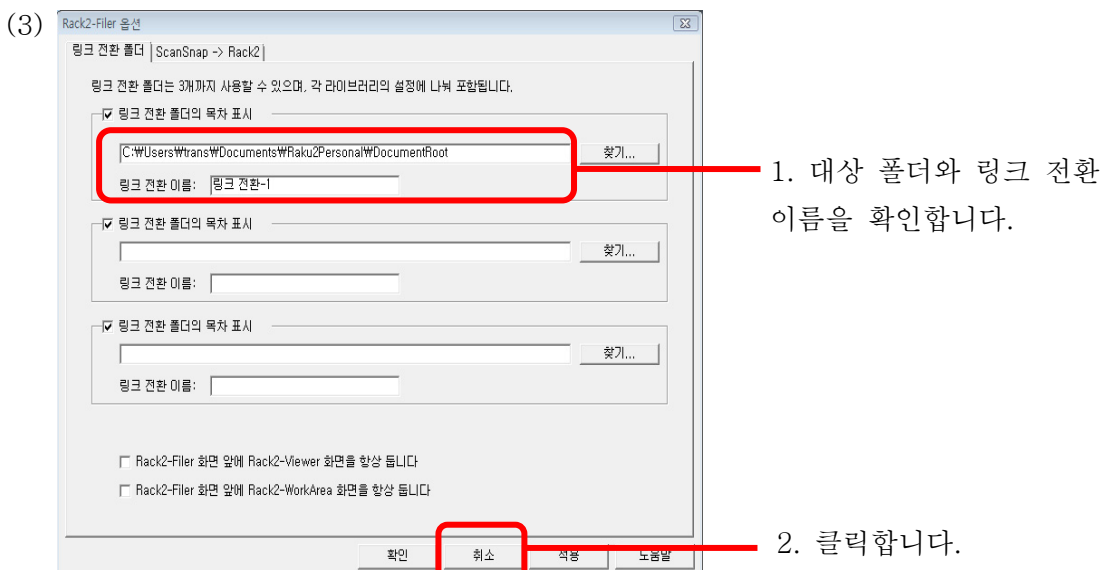 (3)
Rack2-Filer 옵션
링크 전환 폴더 ScanSnap -> Rack2
링크 전환 폴더는 3개까지 사용할 수 있으며, 각 라이브러리의 설정에 나눠 포함됩니다.
링크 전환 폴더의 목차 표시
C:₩Users₩trans₩Documents₩Raku2Personal₩DocumentRoot 찾기...
링크 전환 이름: 링크 전환-1
1. 대상 폴더와 링크 전환
이름을 확인합니다.
링크 전환 폴더의 목차 표시
찾기...
링크 전환 이름:
링크 전환 폴더의 목차 표시
찾기...
링크 전환 이름:
Rack2-Filer 화면 앞에 Rack2-Viewer 화면을 항상 둡니다
Rack2-Filer 화면 앞에 Rack2-WorkArea 화면을 항상 둡니다
확인 취소 적용 도움말
2. 클릭합니다.